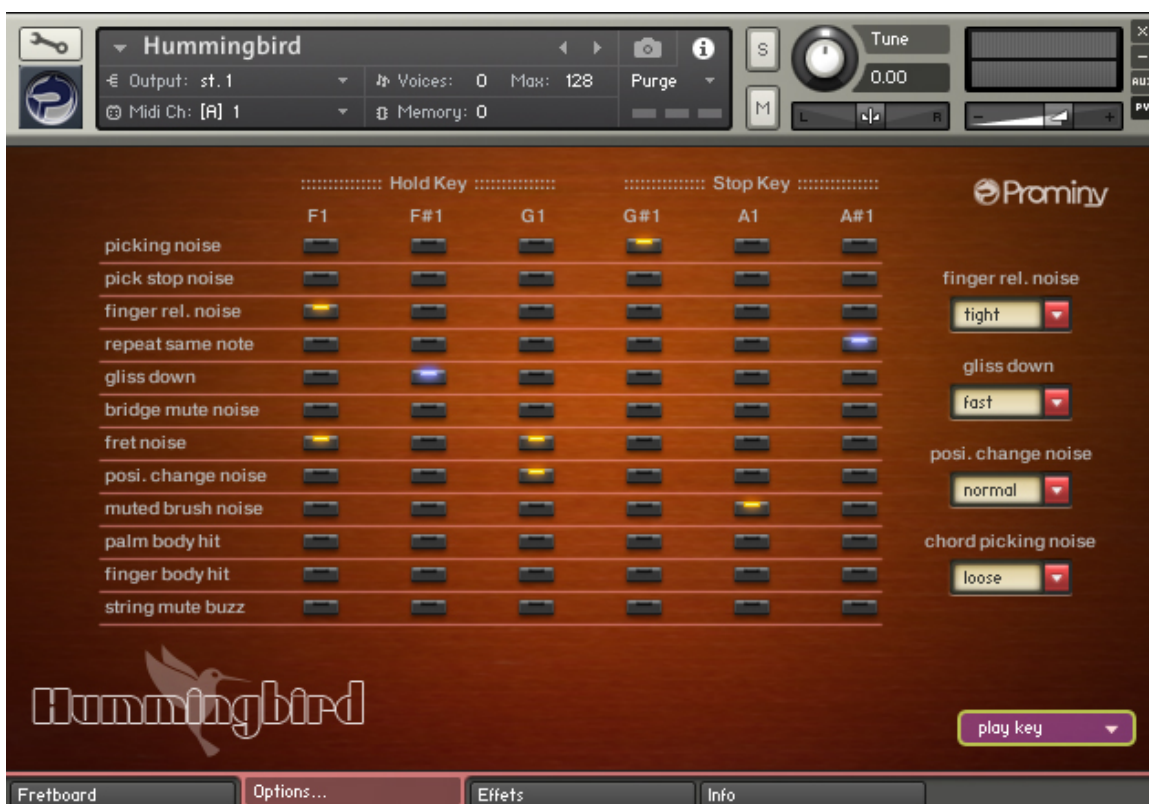 Hummingbird
S
Tune
Output: st.1
Voices: 0 Max: 128
Purge
0.00
Midi Ch: [A] 1
Memory: 0
M
L
R
AUX
PV
Hold Key
Stop Key
Prominy
F1 F#1 G1 G#1 A1 A#1
picking noise
pick stop noise
finger rel. noise
finger rel. noise
tight
repeat same note
gliss down
gliss down
fast
bridge mute noise
fret noise
posi. change noise
posi. change noise
normal
muted brush noise
palm body hit
chord picking noise
finger body hit
loose
string mute buzz
Hummingbird
play key
Fretboard
Options...
Effets
Info